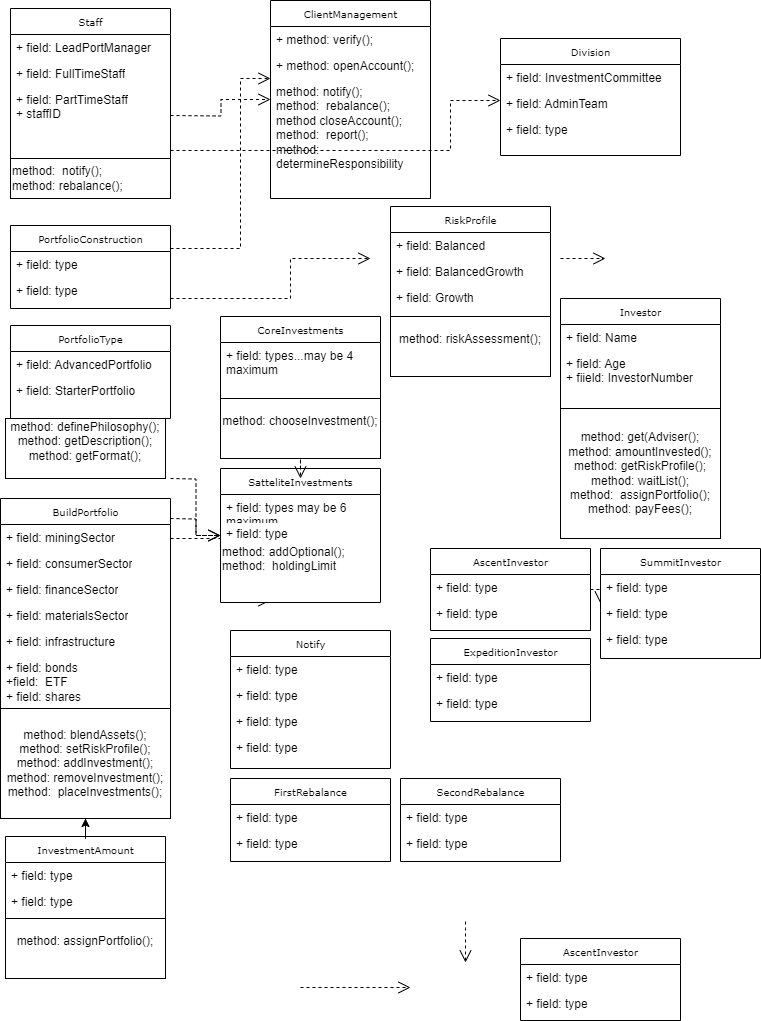 Staff
+ field: LeadPortManager
+ field: FullTimeStaff
+ field: PartTimeStaff
+ staffID
method:  notify();
method: rebalance();
ClientManagement
+ method: verify();
+ method: openAccount();
method: notify();
method:  rebalance();
method closeAccount();
method:  report();
method:
determineResponsibility
Division
+ field: InvestmentCommittee
+ field: AdminTeam
+ field: type
PortfolioConstruction
+ field: type
+ field: type
RiskProfile
+ field: Balanced
+ field: BalancedGrowth
+ field: Growth
method: riskAssessment();
PortfolioType
+ field: AdvancedPortfolio
+ field: StarterPortfolio
method: definePhilosophy();
method: getDescription();
method: getFormat();
CoreInvestments
+ field: types...may be 4
maximum
method: chooseInvestment();
Investor
+ field: Name
+ field: Age
+ fiield: InvestorNumber
method: get(Adviser();
method: amountInvested();
method: getRiskProfile();
method: waitList();
method:  assignPortfolio();
method: payFees();
SatteliteInvestments
+ field: types may be 6
maximum
+ field: type
method: addOptional();
method:  holdingLimit
BuildPortfolio
+ field: miningSector
+ field: consumerSector
+ field: financeSector
+ field: materialsSector
+ field: infrastructure
+ field: bonds
+field:  ETF
+ field: shares
method: blendAssets();
method: setRiskProfile();
method: addInvestment();
method: removeInvestment();
method:  placeInvestments();
AscentInvestor
+ field: type
+ field: type
SummitInvestor
+ field: type
+ field: type
+ field: type
ExpeditionInvestor
+ field: type
+ field: type
Notify
+ field: type
+ field: type
+ field: type
+ field: type
FirstRebalance
+ field: type
+ field: type
SecondRebalance
+ field: type
+ field: type
InvestmentAmount
+ field: type
+ field: type
method: assignPortfolio();
AscentInvestor
+ field: type
+ field: type